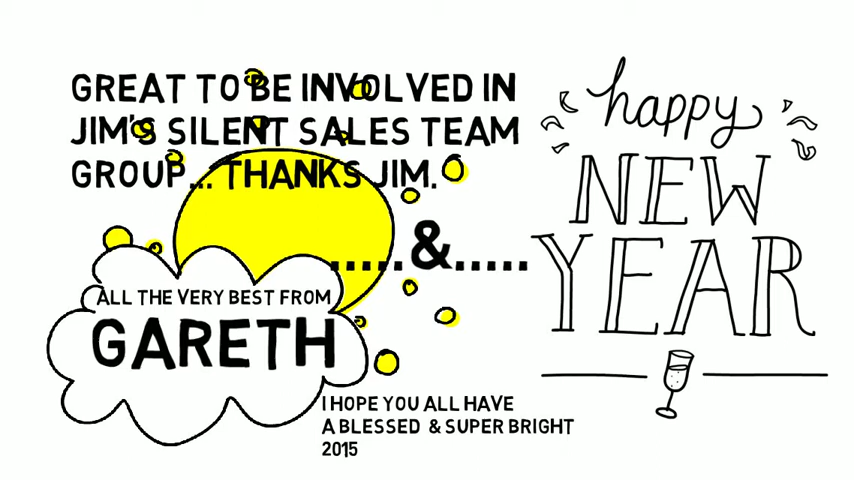 GREAT TO BE INVOLVED IN
JIM'S SILENT SALES TEAM
GROUP... THANKS JIM.
.....&.....
happy
NEW
YEAR
ALL THE VERY BEST FROM
GARETH
I HOPE YOU ALL HAVE
A BLESSED & SUPER BRIGHT
2015